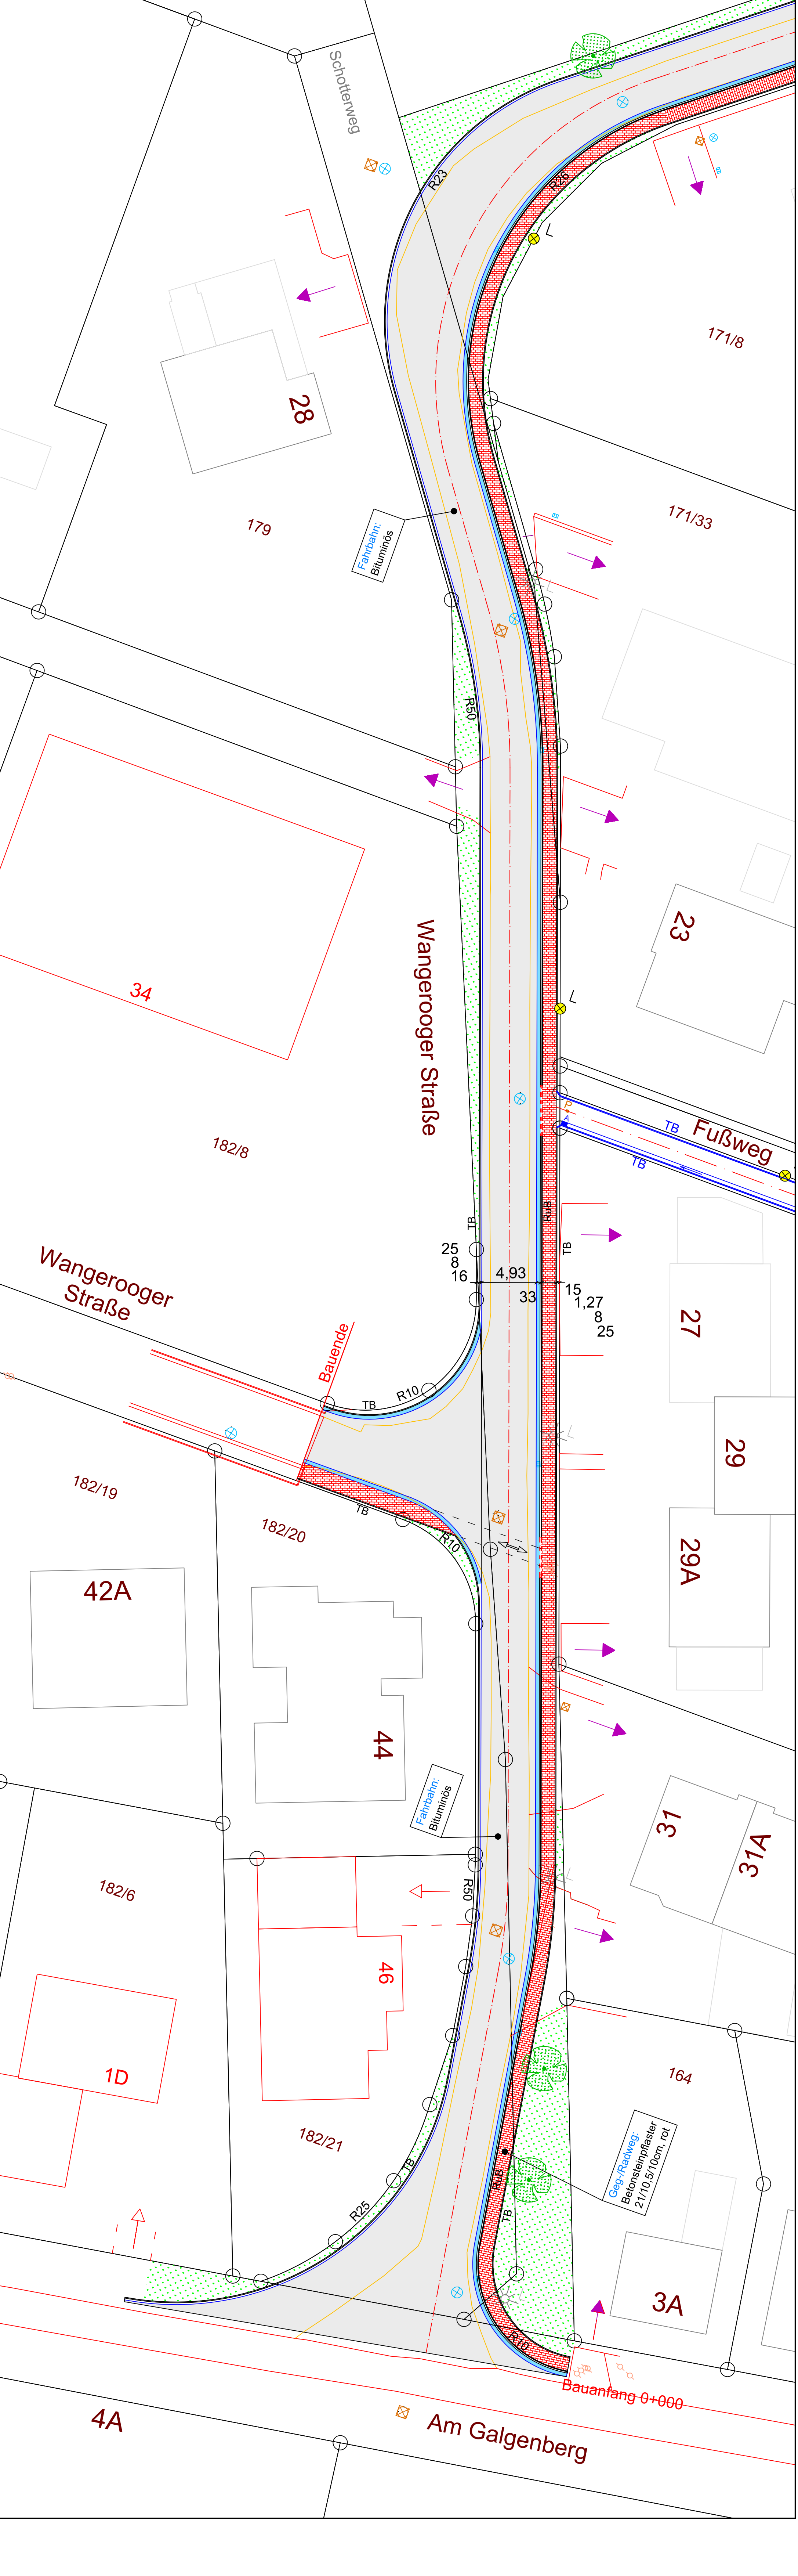 Schotterweg
R23
R26
L
171/8
28
179
171/33
Fahrbahn:
Bituminös
L
R50
23
34
Wangerooger Straße
L
P
A
TB
Fußweg
TB
182/8
TB
RuB
TB
25
8
16
4,93
33
15
1,27
8
25
Wangerooger
Straße
27
Bauende
R10
TB
L
29
182/19
TB
182/20
R10
29A
42A
44
Fahrbahn:
Bituminös
31
31A
L
182/6
R50
46
1D
164
182/21
TB
Geg-/Radweg:
Betonsteinpflaster
21/10,5/10cm, rot
RuB
TB
R25
3A
R10
Bauanfang 0+000
4A
Am Galgenberg